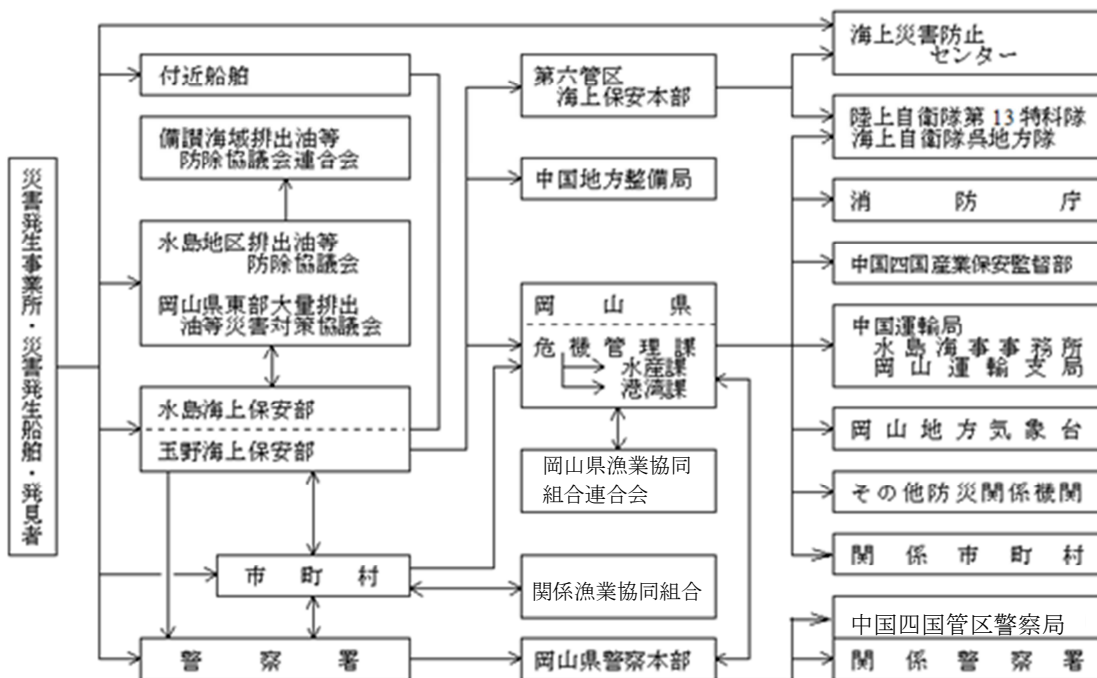 災害発生事業所・災害発生船舶・発見者
付近船舶
備讃海域排出油等
防除協議会連合会
水島地区排出油等
防除協議会
岡山県東部大量排出
油等災害対策協議会
水島海上保安部
玉野海上保安部
市町村
警察署
第六管区
海上保安本部
中国地方整備局
岡山県
危機管理課
水産課
港湾課
岡山県漁業協同
組合連合会
関係漁業協同組合
岡山県警察本部
海上災害防止
センター
陸上自衛隊第13特科隊
海上自衛隊呉地方隊
消防庁
中国四国産業保安監督部
中国運輸局
水島海事事務所
岡山運輸支局
岡山地方気象台
その他防災関係機関
関係市町村
中国四国管区警察局
関係警察署